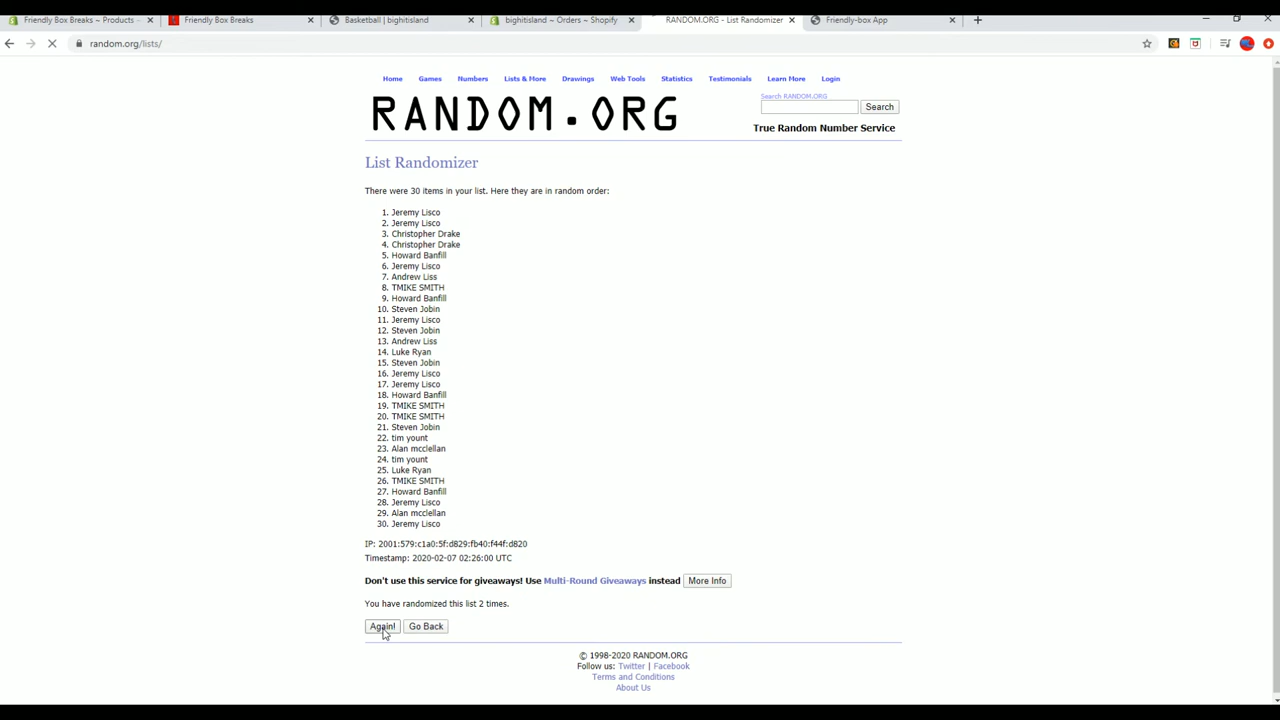 Friendly Box Breaks ~ Products ~
Friendly Box Breaks
Basketball | bighitisland
bighitisland ~ Orders ~ Shopify
RANDOM.ORG - List Randomizer
Friendly-box App
random.org/lists/
Home Games Numbers Lists & More Drawings Web Tools Statistics Testimonials Learn More Login
RANDOM.ORG
Search RANDOM.ORG
Search
True Random Number Service
List Randomizer
There were 30 items in your list. Here they are in random order:
1. Jeremy Lisco
2. Jeremy Lisco
3. Christopher Drake
4. Christopher Drake
5. Howard Banfill
6. Jeremy Lisco
7. Andrew Liss
8. TMIKE SMITH
9. Howard Banfill
10. Steven Jobin
11. Jeremy Lisco
12. Steven Jobin
13. Andrew Liss
14. Luke Ryan
15. Steven Jobin
16. Jeremy Lisco
17. Jeremy Lisco
18. Howard Banfill
19. TMIKE SMITH
20. TMIKE SMITH
21. Steven Jobin
22. tim yount
23. Alan mcclellan
24. tim yount
25. Luke Ryan
26. TMIKE SMITH
27. Howard Banfill
28. Jeremy Lisco
29. Alan mcclellan
30. Jeremy Lisco
IP: 2001:579:c1a0:5f:d829:fb40:f44f:d820
Timestamp: 2020-02-07 02:26:00 UTC
Don't use this service for giveaways! Use Multi-Round Giveaways instead More Info
You have randomized this list 2 times.
Again! Go Back
© 1998-2020 RANDOM.ORG
Follow us: Twitter | Facebook
Terms and Conditions
About Us